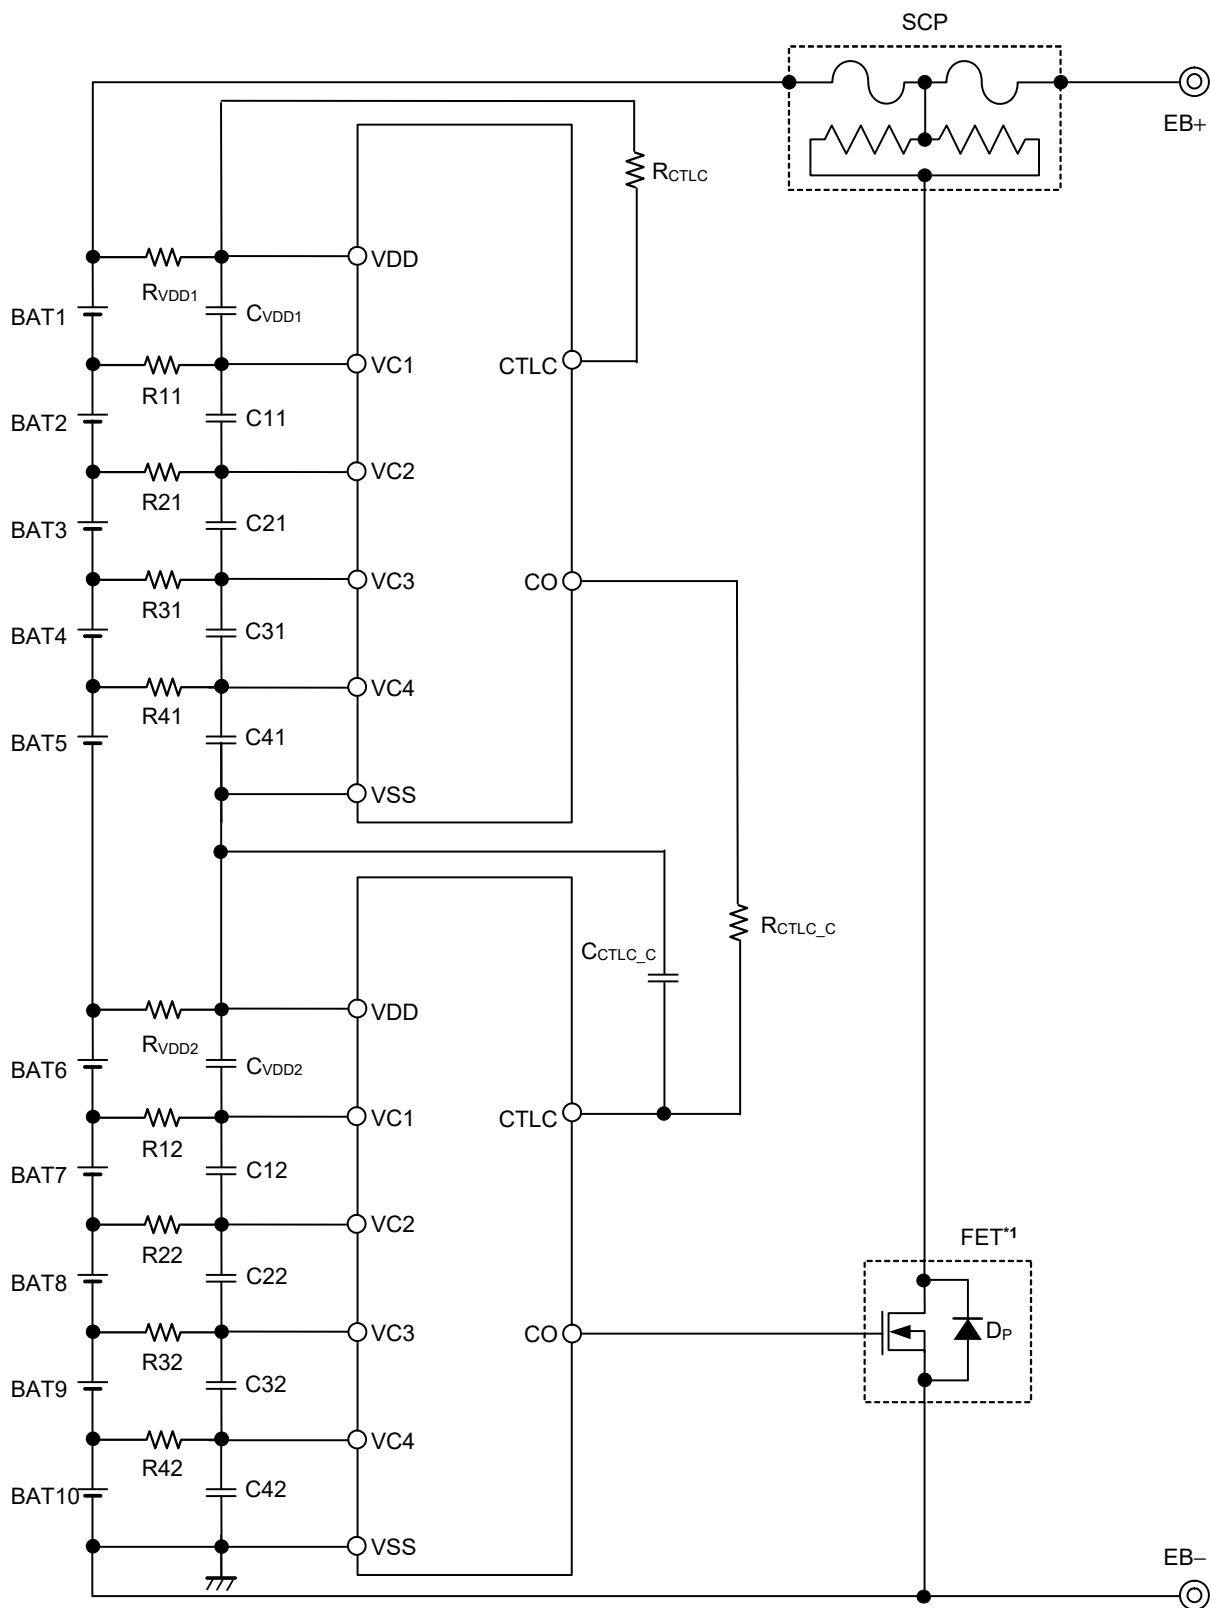 SCP
EB+
RCTLC
VDD
RVDD1
CVDD1
BAT1
VC1
CTLC
R11
C11
BAT2
VC2
R21
C21
BAT3
VC3
CO
R31
C31
BAT4
VC4
R41
C41
BAT5
VSS
RCTLC_C
CCTLC_C
VDD
RVDD2
CVDD2
BAT6
VC1
CTLC
R12
C12
BAT7
VC2
R22
C22
BAT8
FET*1
VC3
CO
DP
R32
C32
BAT9
VC4
R42
C42
BAT10
VSS
EB−